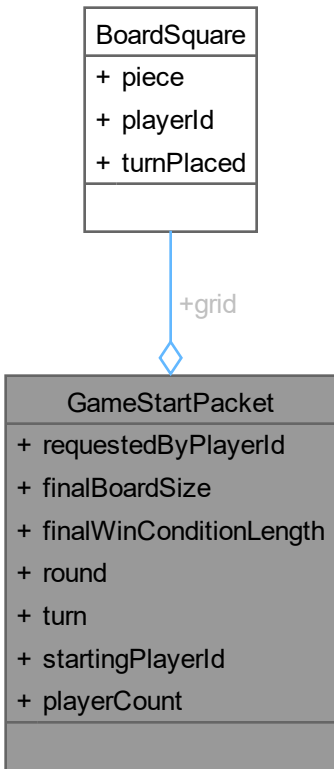 BoardSquare
+ piece
+ playerId
+ turnPlaced
+grid
GameStartPacket
+ requestedByPlayerId
+ finalBoardSize
+ finalWinConditionLength
+ round
+ turn
+ startingPlayerId
+ playerCount